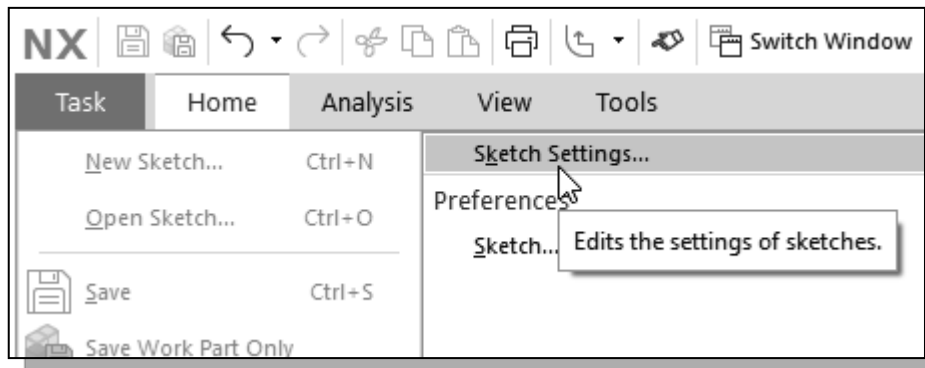 NX Switch Window
Task Home Analysis View Tools
New Sketch... Ctrl+N
Open Sketch... Ctrl+O
Save Ctrl+S
Save Work Part Only
Sketch Settings...
Preferences
Sketch...
Edits the settings of sketches.